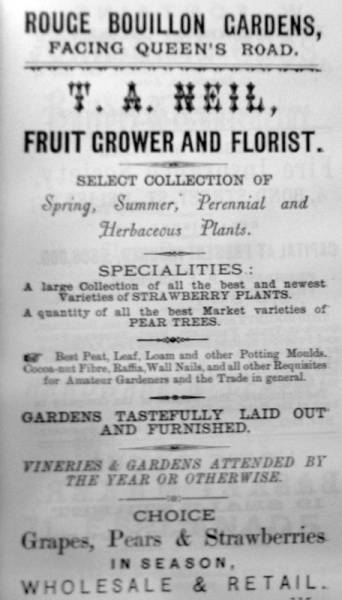 ROUGE BOUILLON GARDENS,
FACING QUEEN'S ROAD.
T. A. NEIL,
FRUIT GROWER AND FLORIST.
SELECT COLLECTION OF
Spring, Summer, Perennial and
Herbaceous Plants.
SPECIALITIES:
A large Collection of all the best and newest
Varieties of STRAWBERRY PLANTS.
A quantity of all the best Market varieties of
PEAR TREES.
☛ Best Peat, Leaf, Loam and other Potting Moulds.
Cocoa-nut Fibre, Raffia, Wall Nails, and all other Requisites
for Amateur Gardeners and the Trade in general.
GARDENS TASTEFULLY LAID OUT
AND FURNISHED.
VINERIES & GARDENS ATTENDED BY
THE YEAR OR OTHERWISE.
CHOICE
Grapes, Pears & Strawberries
IN SEASON,
WHOLESALE & RETAIL.